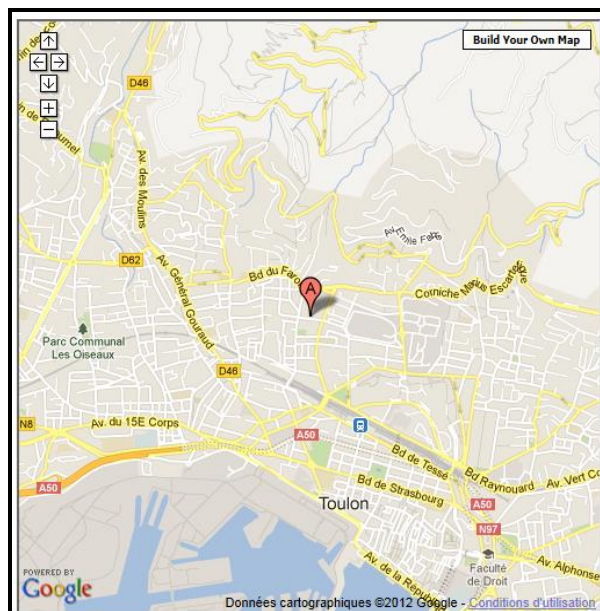 Build Your Own Map
D46
Av. des Moulins
D62
Av. Emile Fabre
Bd du Faron
A
Corniche Marius Escartefigue
Av. Général Gouraud
Parc Communal
Les Oiseaux
D46
N8
Av. du 15E Corps
A50
Bd de Tessé
Bd Raynouard
Av. Vert Co
A50
Bd de Strasbourg
A50
Toulon
N97
Av. de la République
Faculté
de Droit
Av. Alphonse
POWERED BY
Google
Données cartographiques ©2012 Google - Conditions d'utilisation